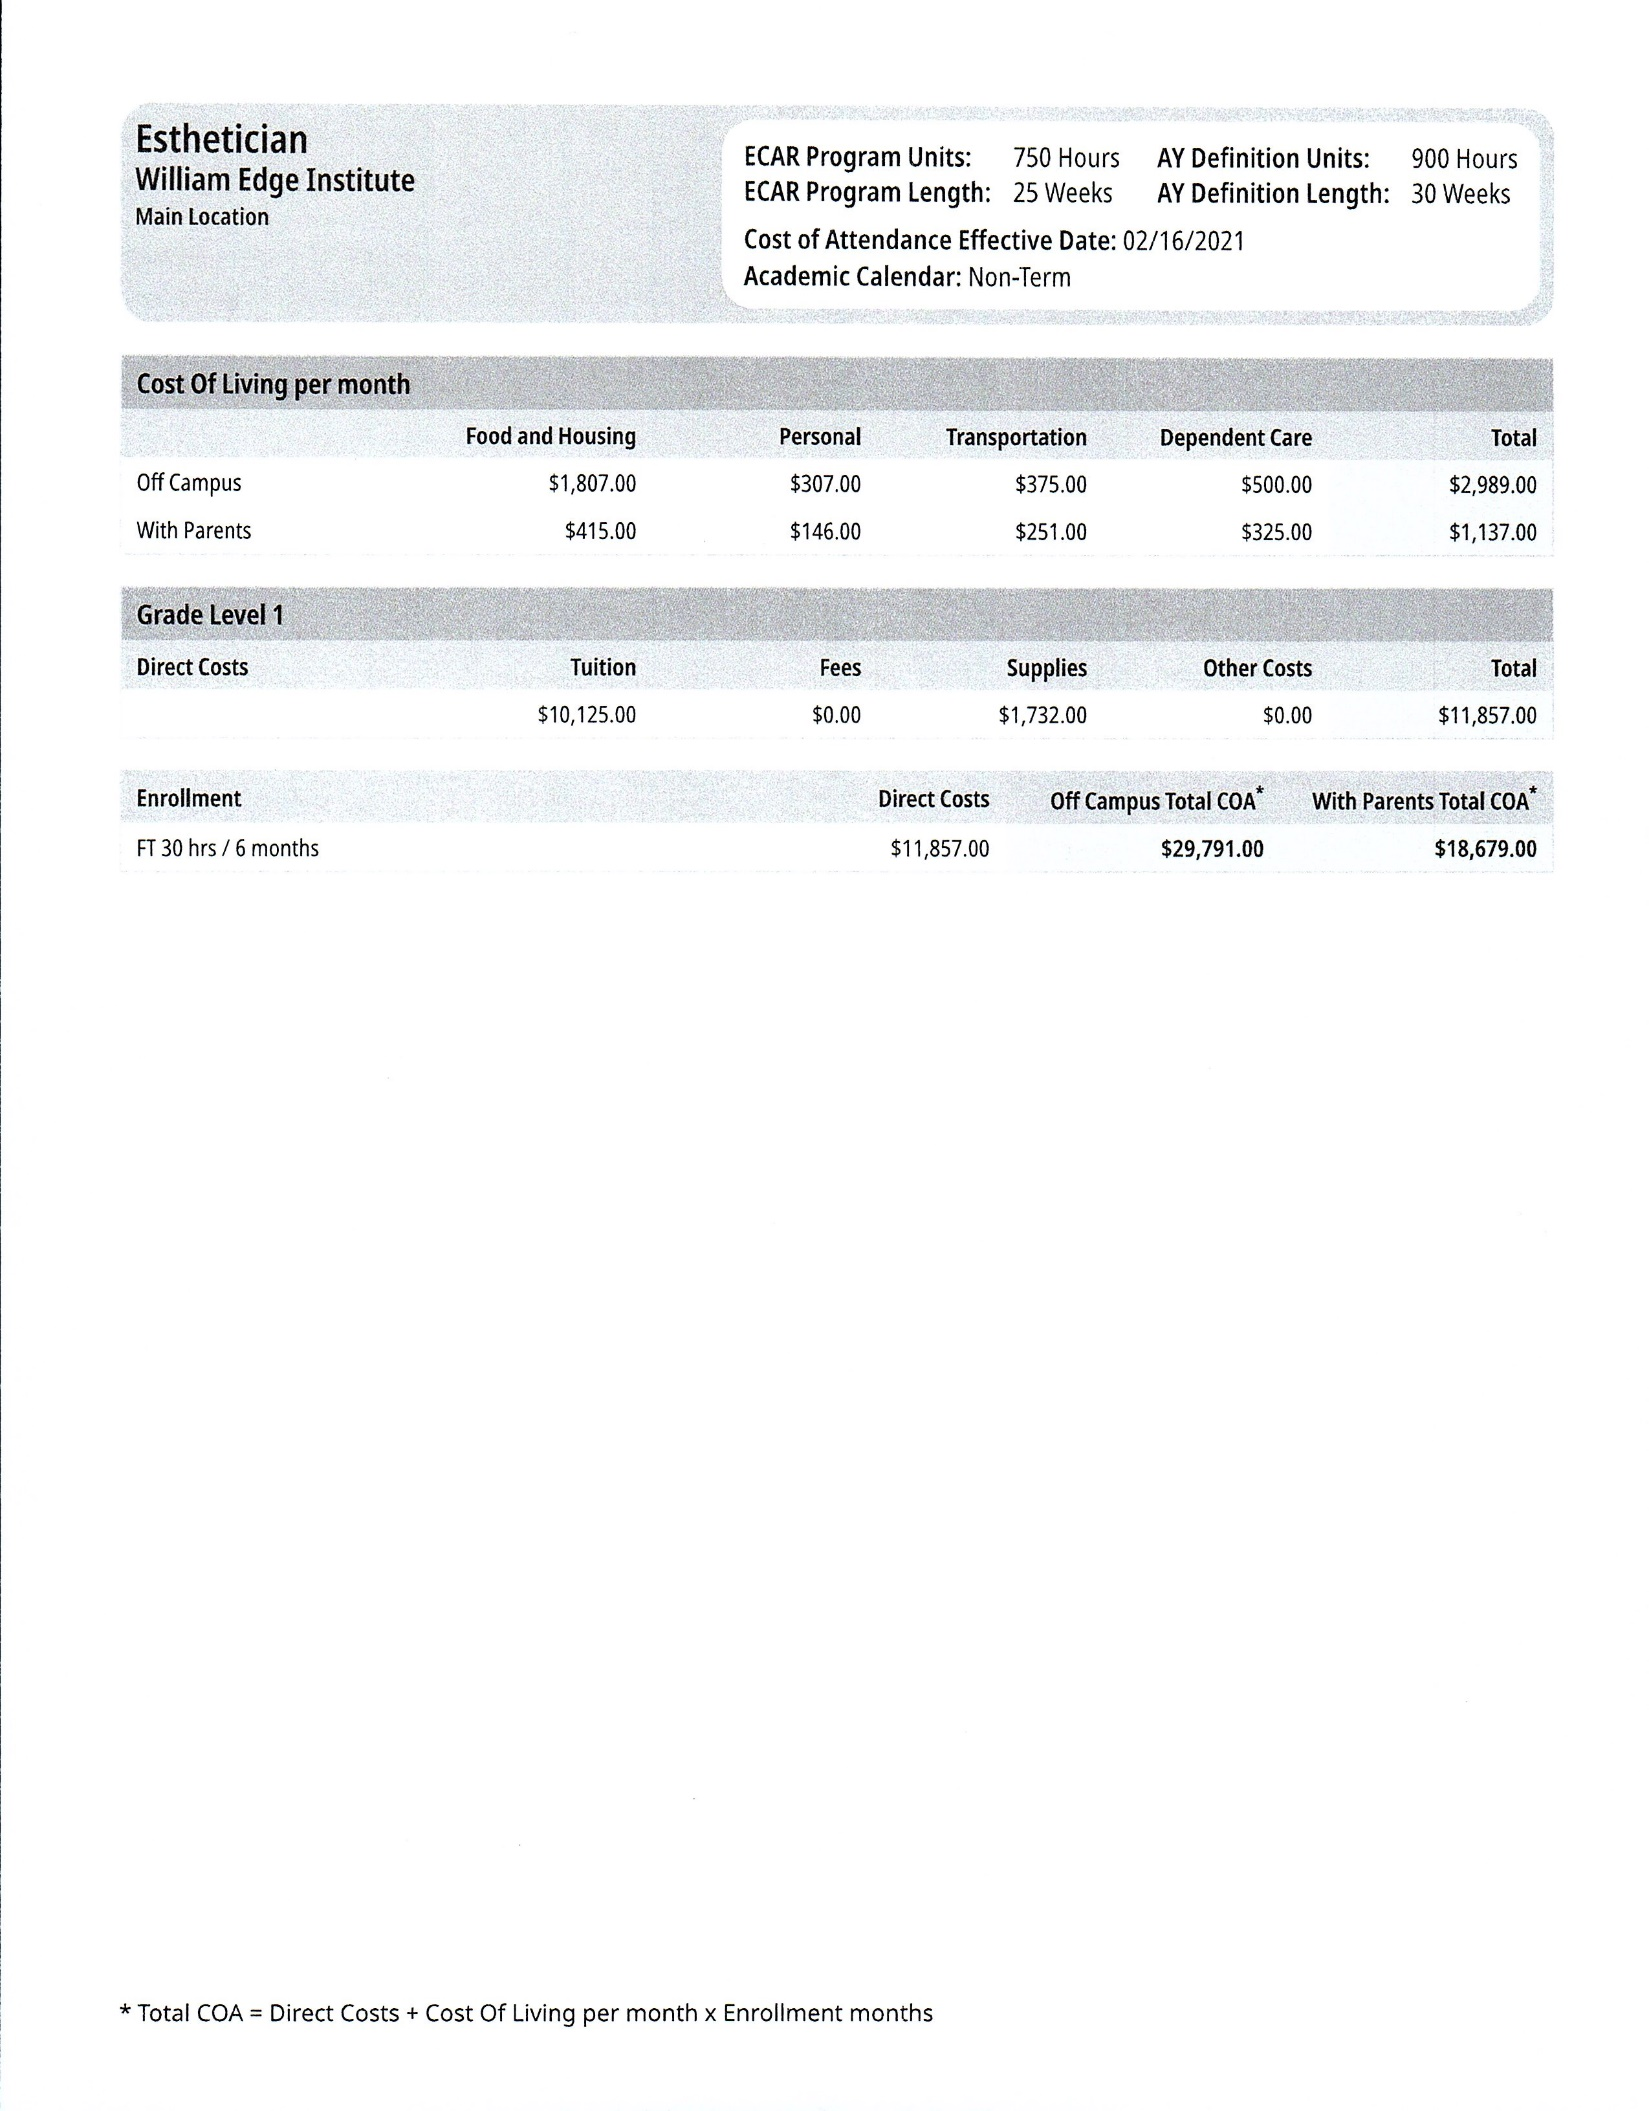 Esthetician
William Edge Institute
Main Location
ECAR Program Units: 750 Hours AY Definition Units: 900 Hours
ECAR Program Length: 25 Weeks AY Definition Length: 30 Weeks
Cost of Attendance Effective Date: 02/16/2021
Academic Calendar: Non-Term
Cost Of Living per month
Food and Housing Personal Transportation Dependent Care Total
Off Campus $1,807.00 $307.00 $375.00 $500.00 $2,989.00
With Parents $415.00 $146.00 $251.00 $325.00 $1,137.00
Grade Level 1
Direct Costs Tuition Fees Supplies Other Costs Total
$10,125.00 $0.00 $1,732.00 $0.00 $11,857.00
Enrollment Direct Costs Off Campus Total COA* With Parents Total COA*
FT 30 hrs / 6 months $11,857.00 $29,791.00 $18,679.00
* Total COA = Direct Costs + Cost Of Living per month x Enrollment months